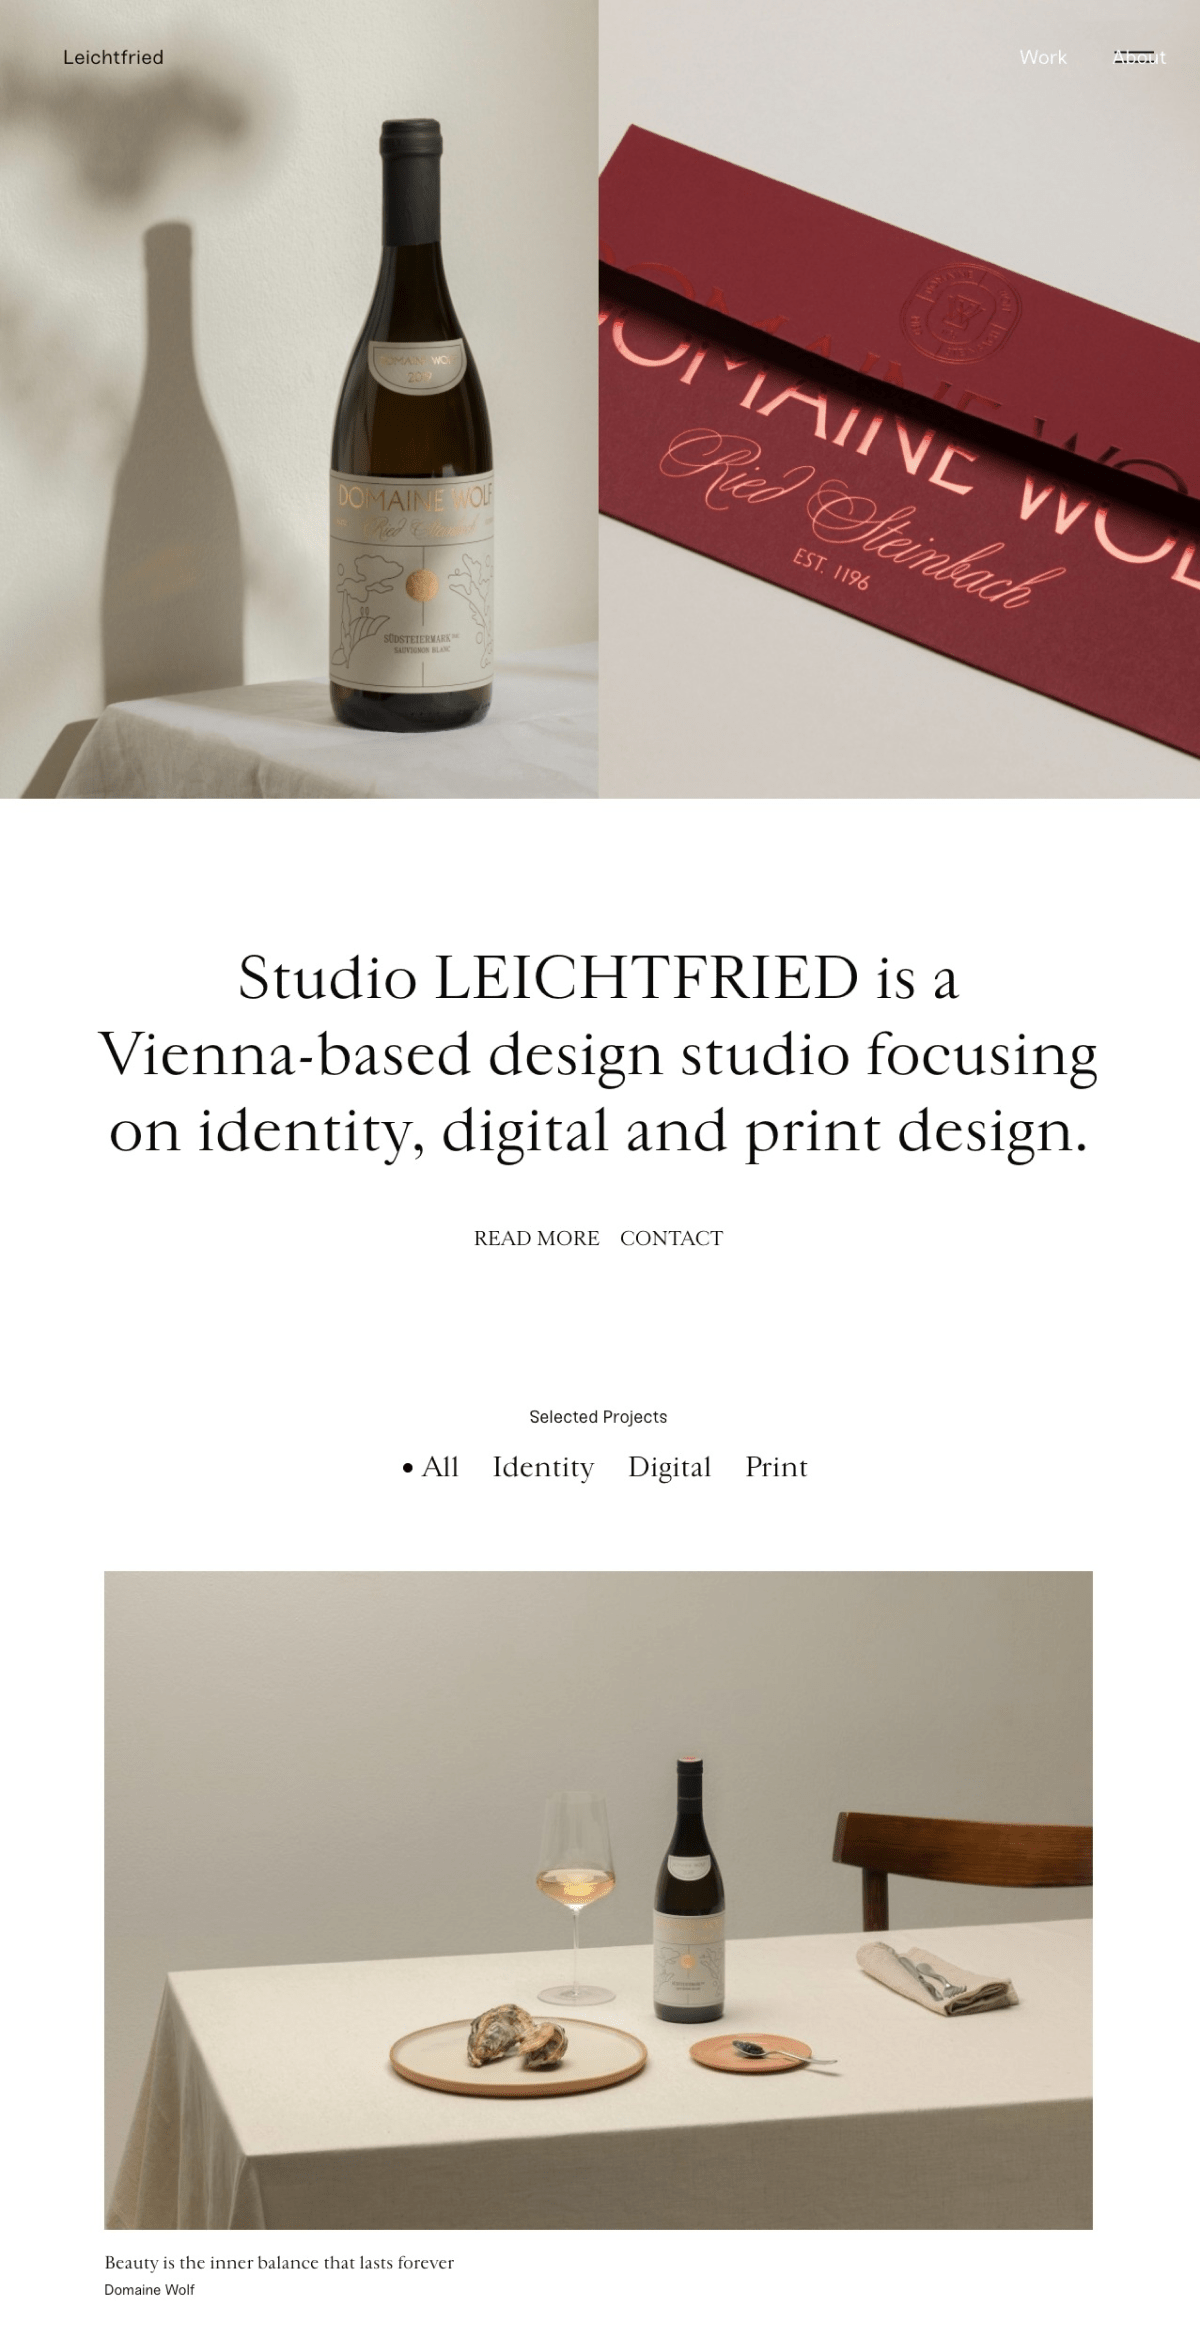 Leichtfried
Work About
DOMAINE WOLF
2019
DOMAINE WOLF
Ried Steinbach
SÜDSTEIERMARK
SAUVIGNON BLANC
DOMAINE WOL
Ried Steinbach
EST. 1196
Studio LEICHTFRIED is a
Vienna-based design studio focusing
on identity, digital and print design.
READ MORE CONTACT
Selected Projects
• All Identity Digital Print
Beauty is the inner balance that lasts forever
Domaine Wolf